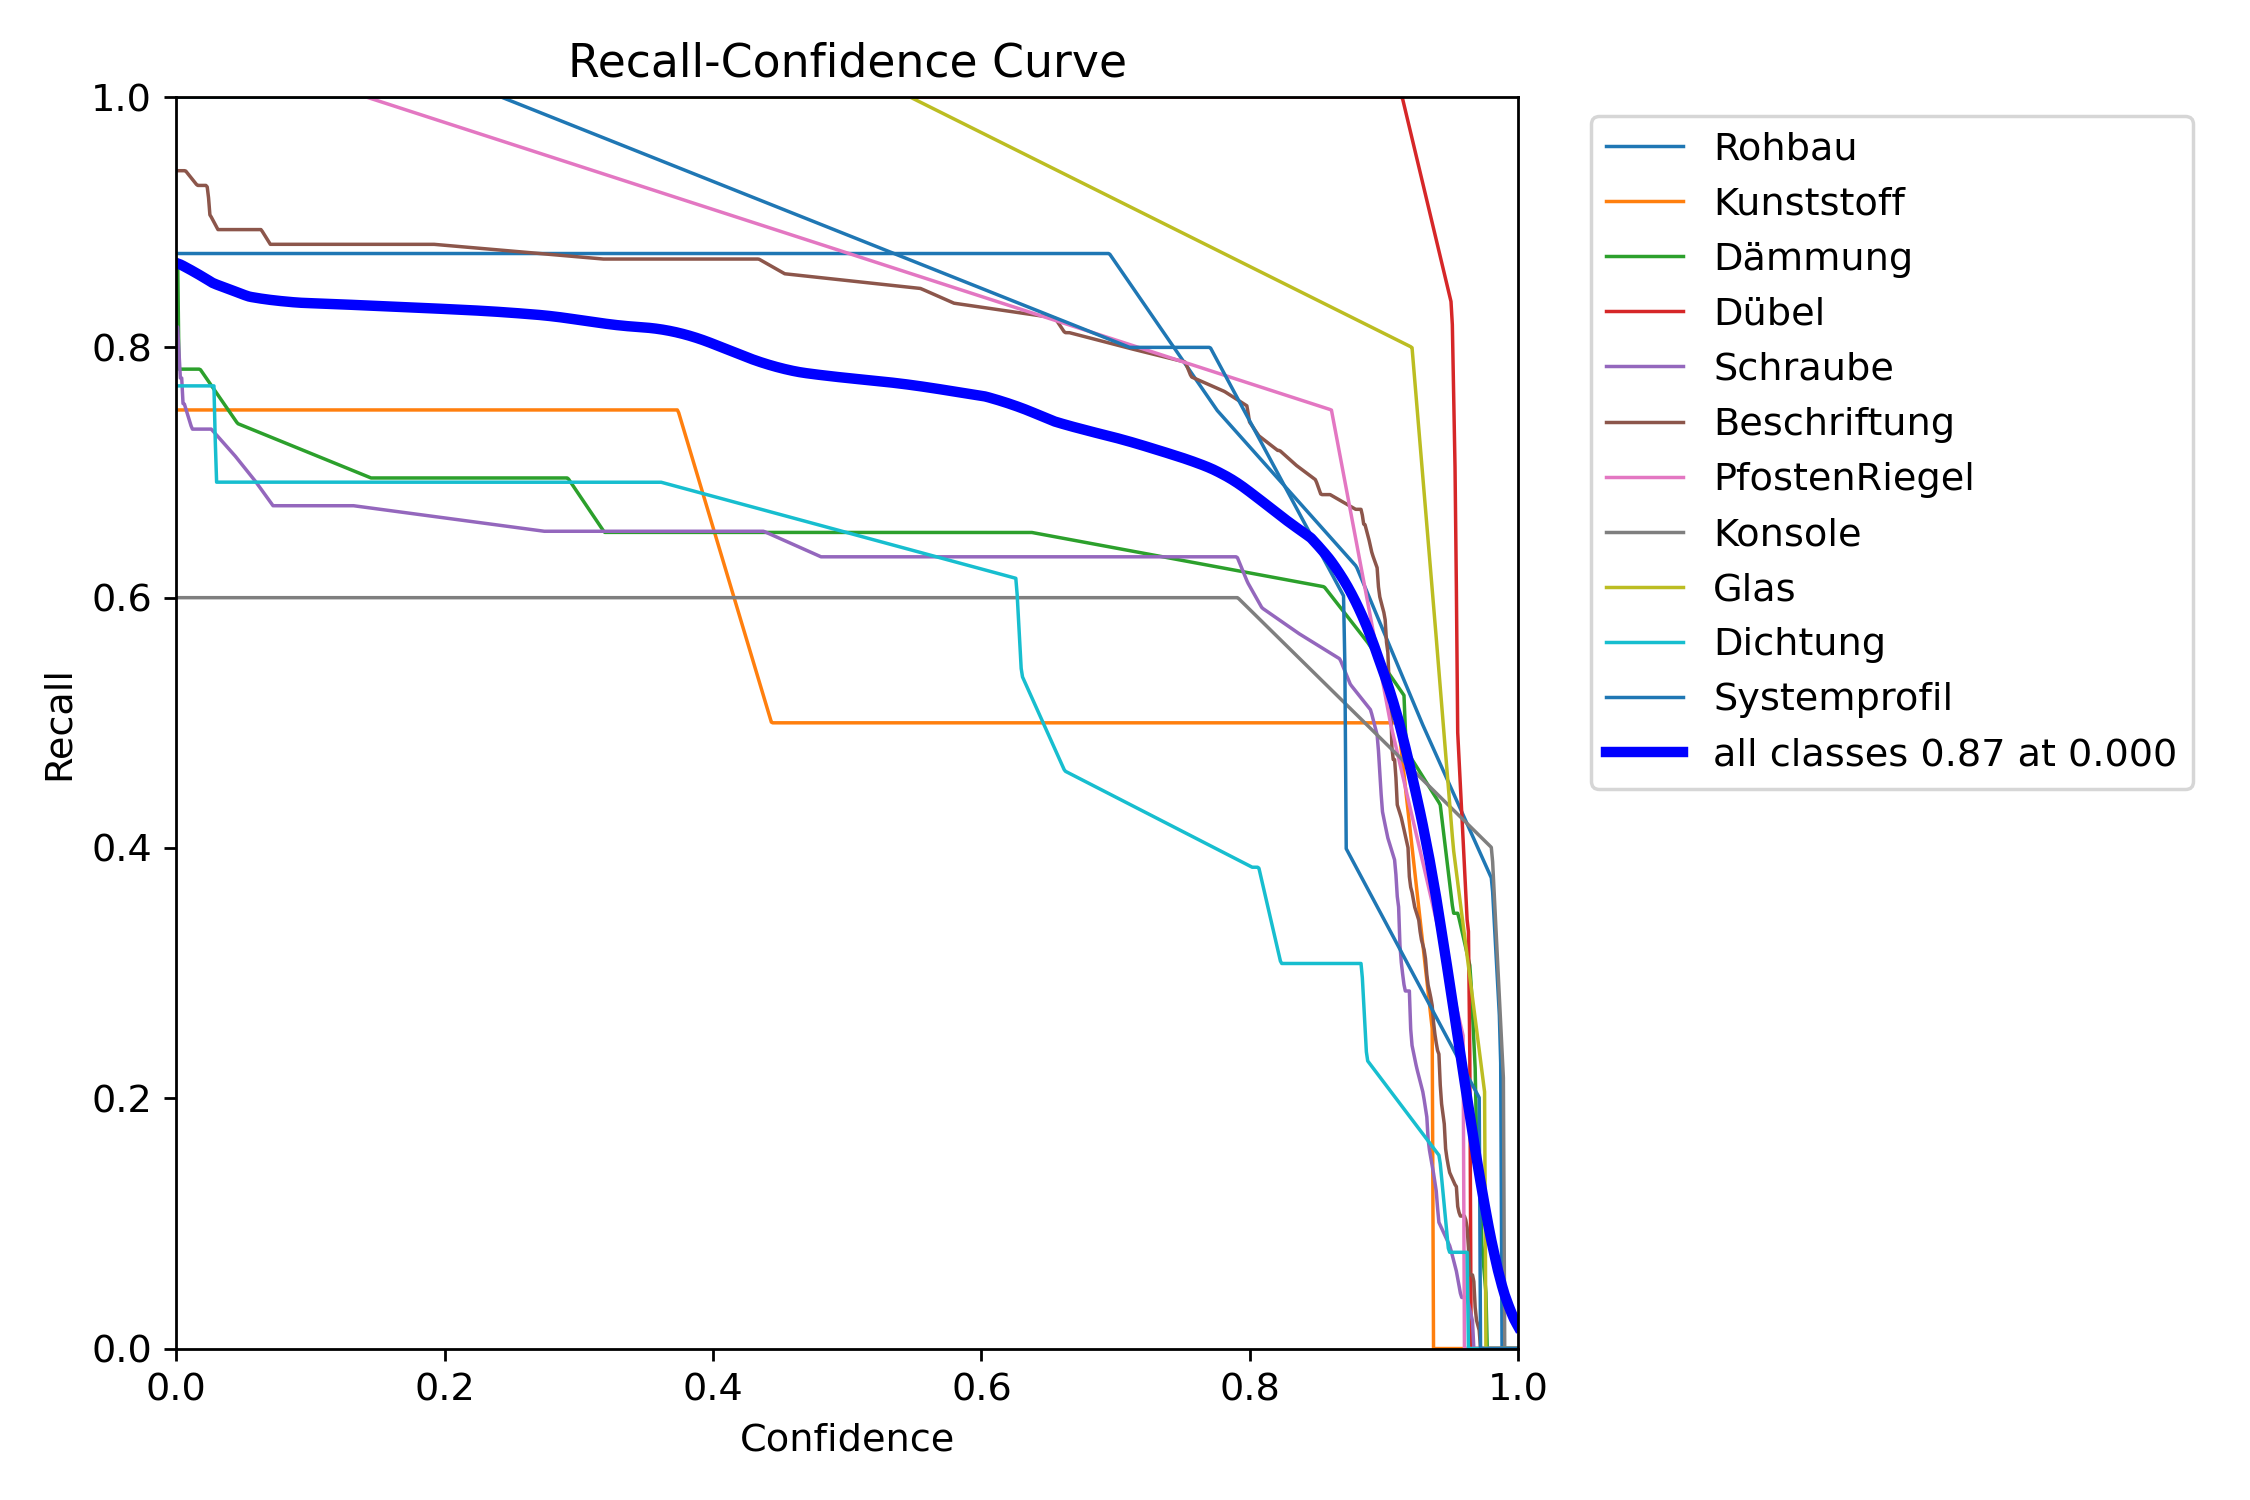 Recall-Confidence Curve
1.0
0.8
0.6
0.4
0.2
0.0
Recall
0.0 0.2 0.4 0.6 0.8 1.0
Confidence
Rohbau
Kunststoff
Dämmung
Dübel
Schraube
Beschriftung
PfostenRiegel
Konsole
Glas
Dichtung
Systemprofil
all classes 0.87 at 0.000